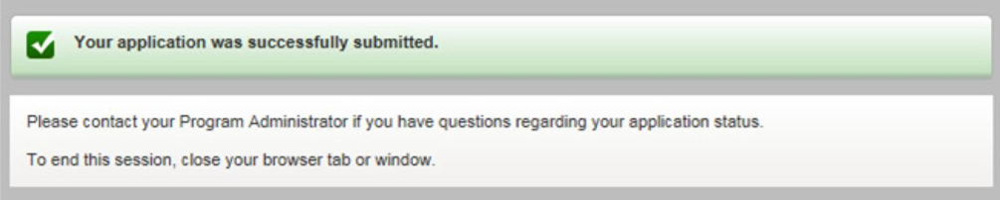 Your application was successfully submitted.
Please contact your Program Administrator if you have questions regarding your application status.
To end this session, close your browser tab or window.